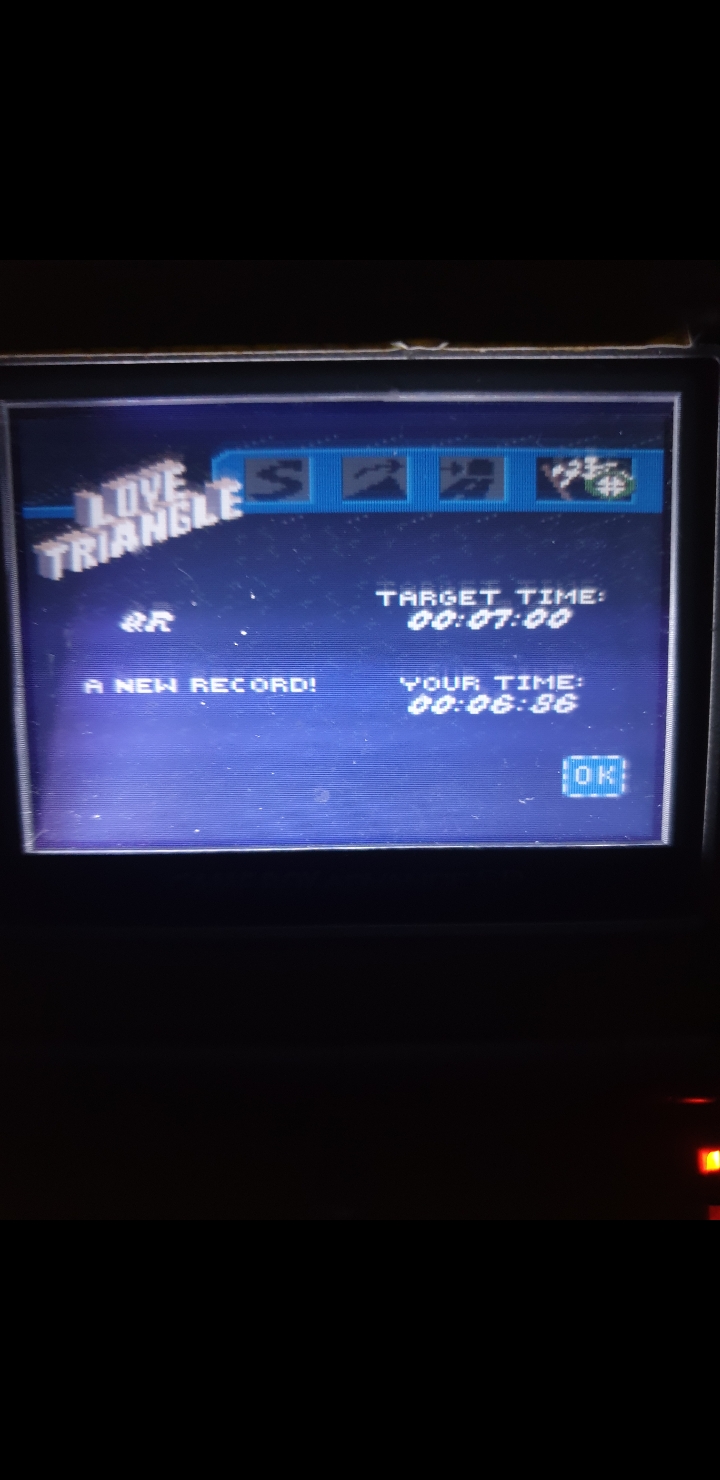 LOVE
TRIANGLE
TARGET TIME:
00:07:00
A NEW RECORD!
YOUR TIME:
00:06:86
OK